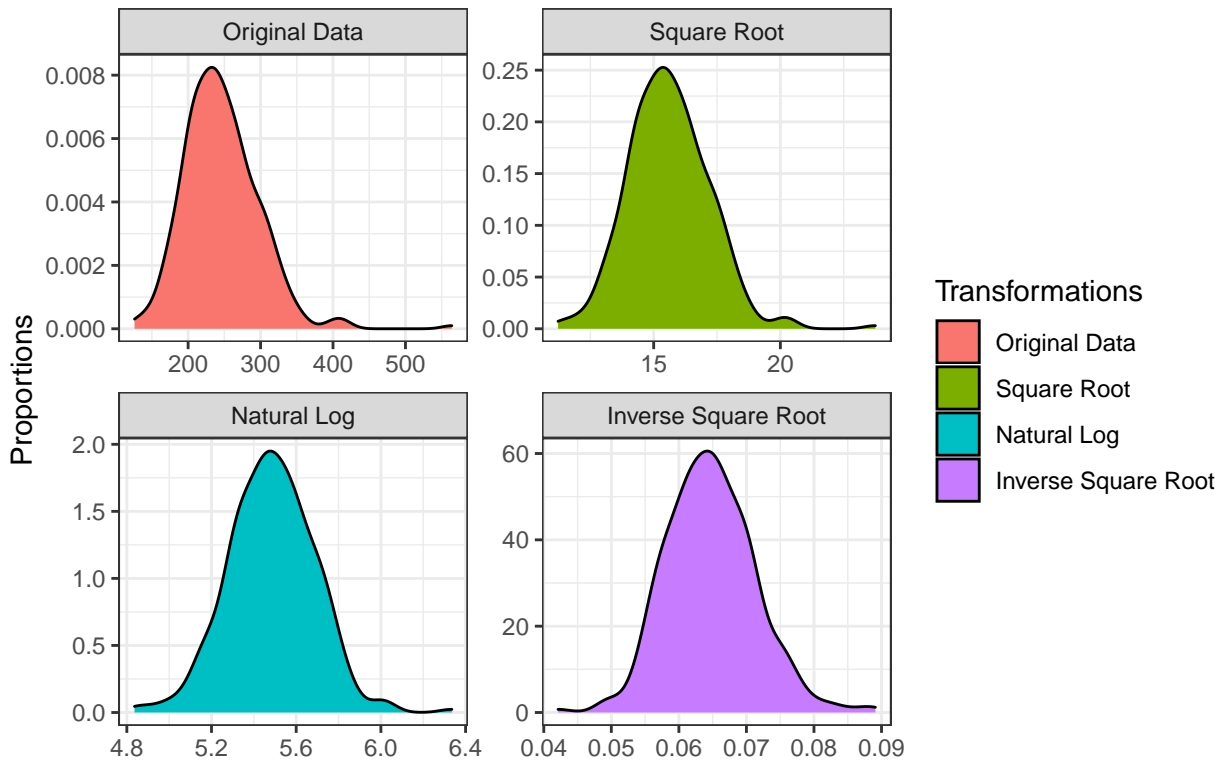 Original Data
Square Root
0.008
0.006
0.004
0.002
0.000
200 300 400 500
0.25
0.20
0.15
0.10
0.05
0.00
15 20
Proportions
Natural Log
Inverse Square Root
2.0
1.5
1.0
0.5
0.0
4.8 5.2 5.6 6.0 6.4
60
40
20
0
0.04 0.05 0.06 0.07 0.08 0.09
Transformations
Original Data
Square Root
Natural Log
Inverse Square Root